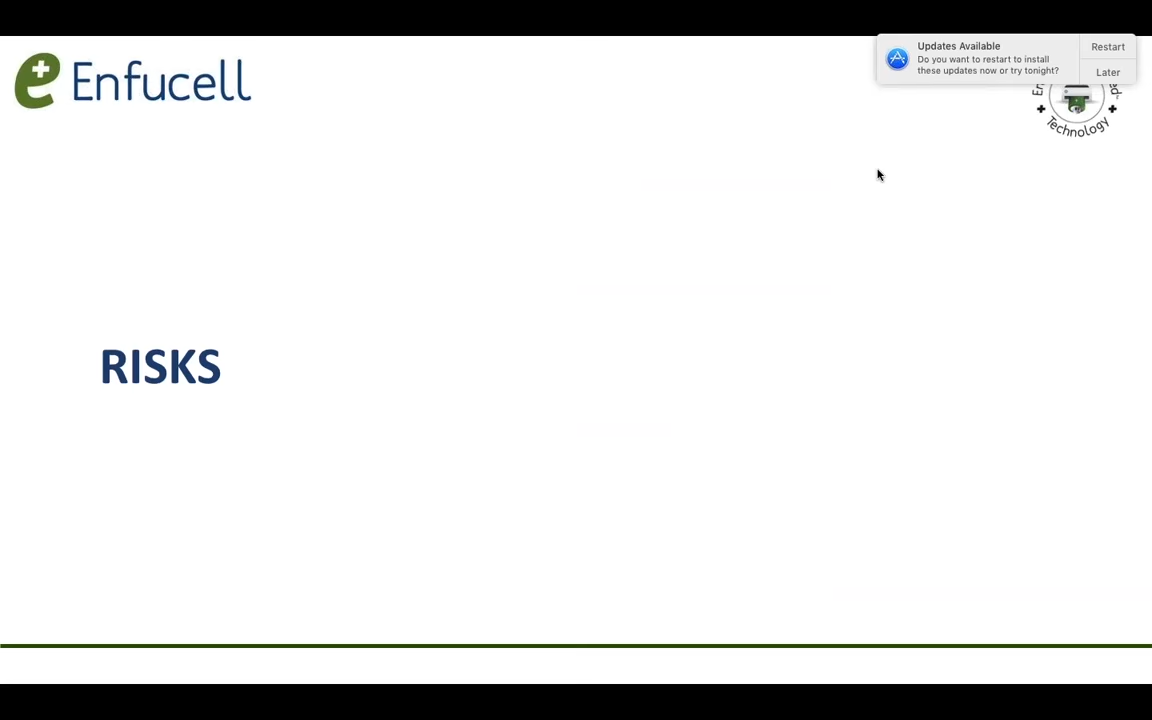 Enfucell
Updates Available
Do you want to restart to install
these updates now or try tonight?
Restart
Later
Technology
RISKS